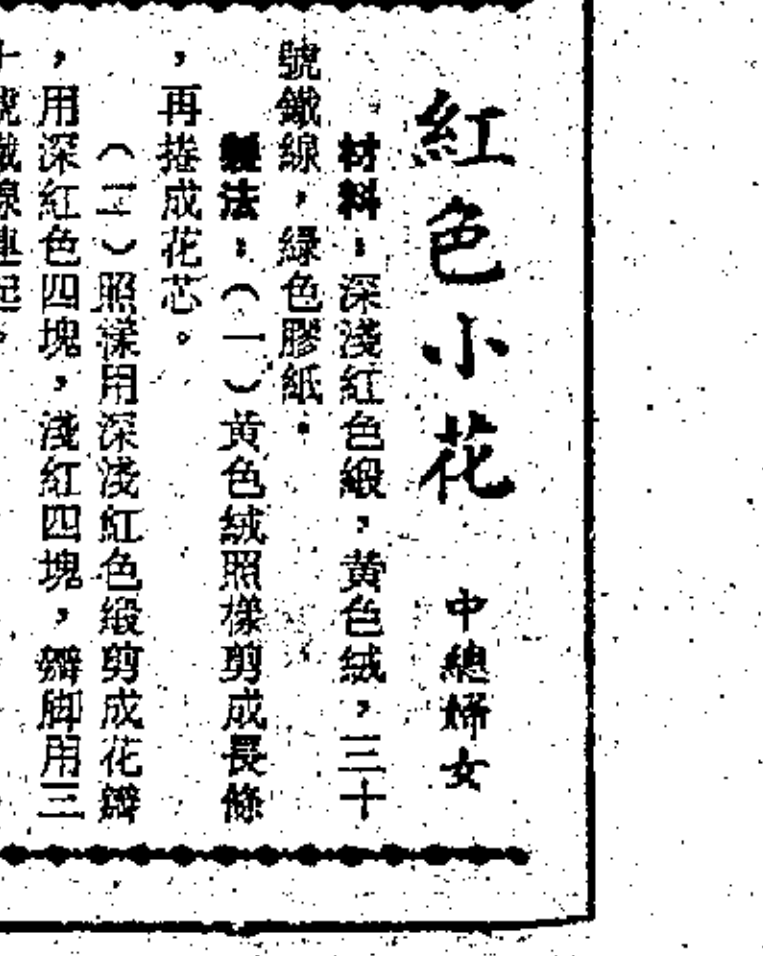 紅色小花
中總婦女
材料：深淺紅色緞，黃色絨，三十
號鐵線，綠色膠紙。
製法：（一）黃色絨照樣剪成長條
，再捲成花芯。
（二）照樣用深淺紅色緞剪成花瓣
，用深紅色四塊，淺紅四塊，瓣脚用三
十號鐵線連起。